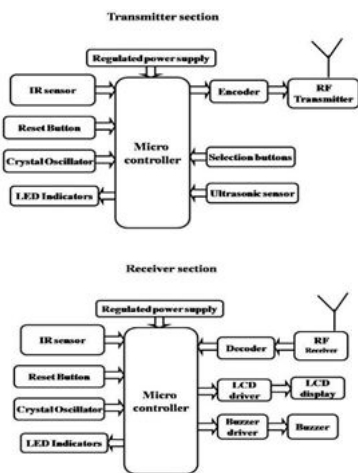 Transmitter section
Regulated power supply
IR sensor
Encoder
RF
Transmitter
Reset Button
Micro
controller
Crystal Oscillator
Selection buttons
LED Indicators
Ultrasonic sensor
Receiver section
Regulated power supply
IR sensor
Decoder
RF
Receiver
Reset Button
Micro
controller
LCD
driver
LCD
display
Crystal Oscillator
Buzzer
driver
Buzzer
LED Indicators